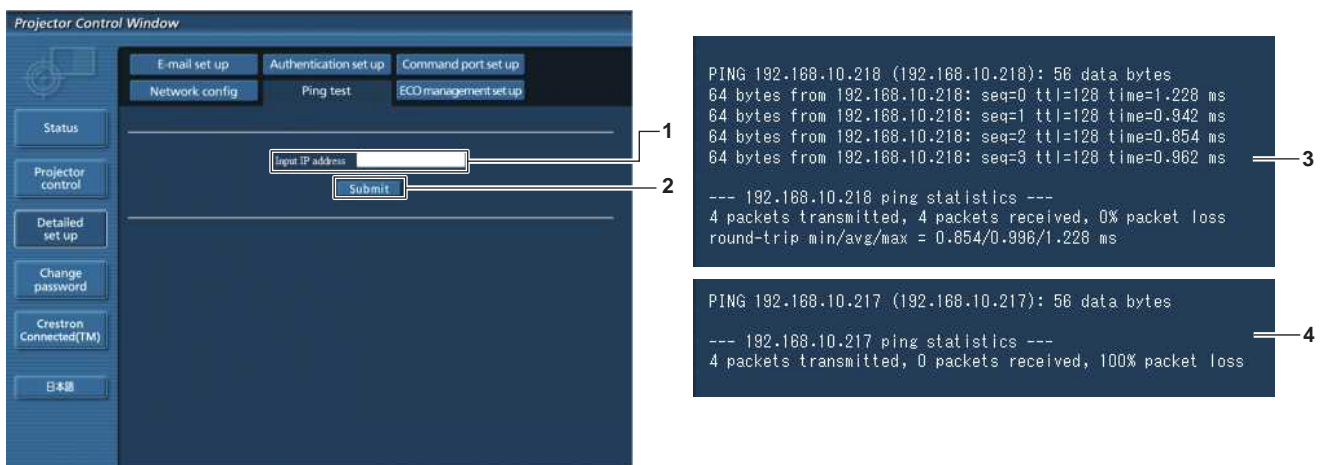 Projector Control Window
E-mail set up
Authentication set up
Command port set up
Network config
Ping test
ECO management set up
Status
Projector
control
Detailed
set up
Change
password
Crestron
Connected(TM)
日本語
Input IP address
Submit
1
2
PING 192.168.10.218 (192.168.10.218): 56 data bytes
64 bytes from 192.168.10.218: seq=0 ttl=128 time=1.228 ms
64 bytes from 192.168.10.218: seq=1 ttl=128 time=0.942 ms
64 bytes from 192.168.10.218: seq=2 ttl=128 time=0.854 ms
64 bytes from 192.168.10.218: seq=3 ttl=128 time=0.962 ms
3
--- 192.168.10.218 ping statistics ---
4 packets transmitted, 4 packets received, 0% packet loss
round-trip min/avg/max = 0.854/0.996/1.228 ms
PING 192.168.10.217 (192.168.10.217): 56 data bytes
--- 192.168.10.217 ping statistics ---
4
4 packets transmitted, 0 packets received, 100% packet loss